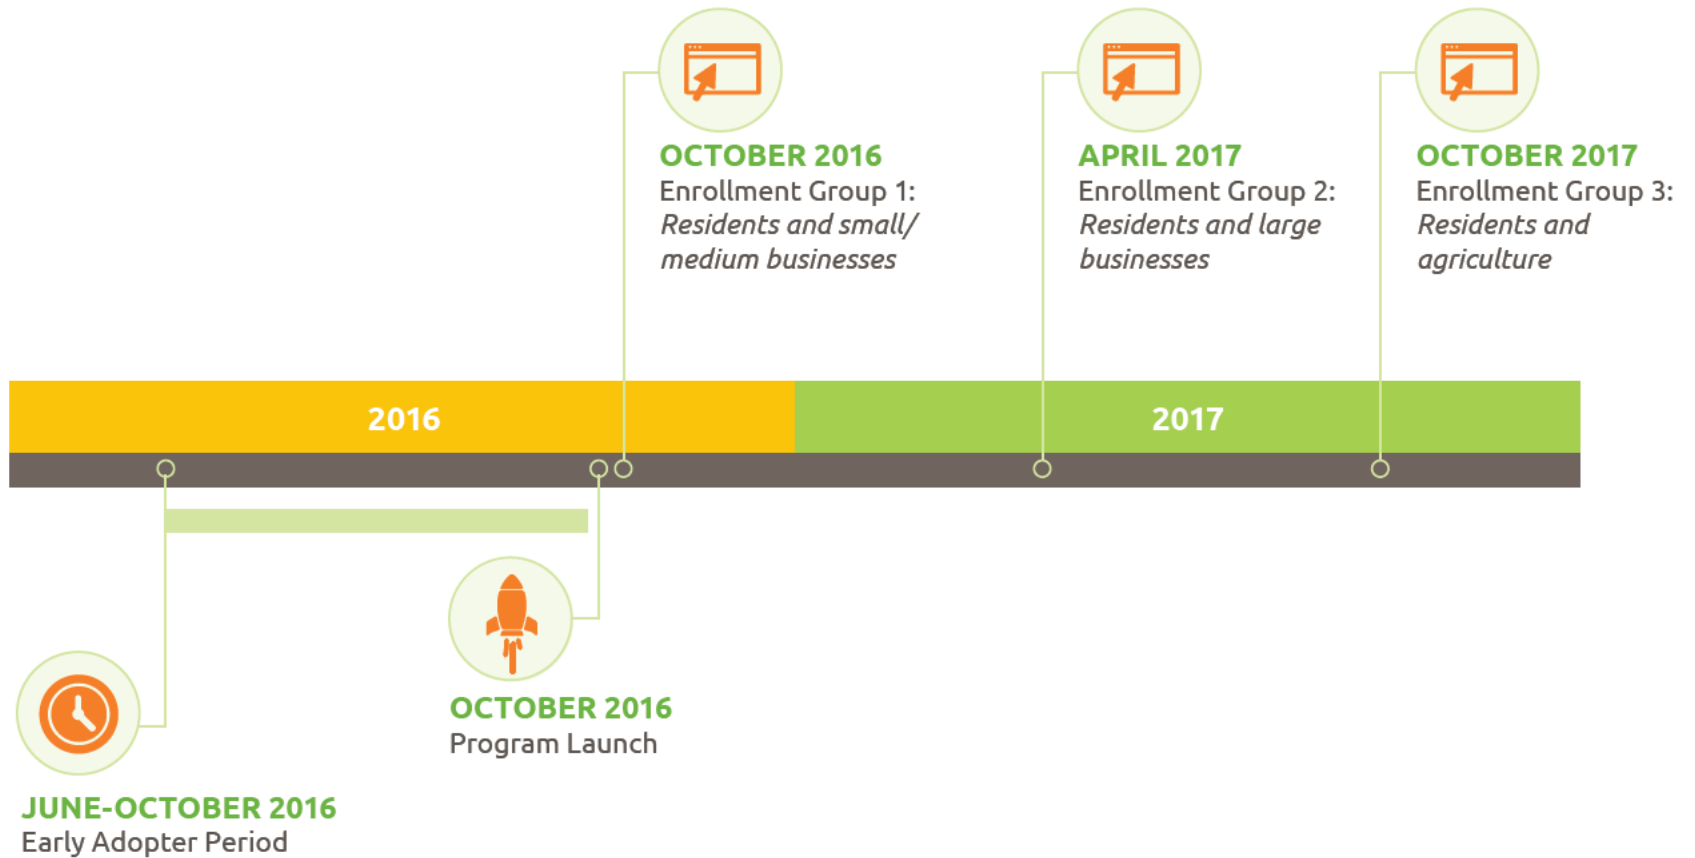 OCTOBER 2016
Enrollment Group 1:
Residents and small/
medium businesses
APRIL 2017
Enrollment Group 2:
Residents and large
businesses
OCTOBER 2017
Enrollment Group 3:
Residents and
agriculture
2016
2017
OCTOBER 2016
Program Launch
JUNE-OCTOBER 2016
Early Adopter Period